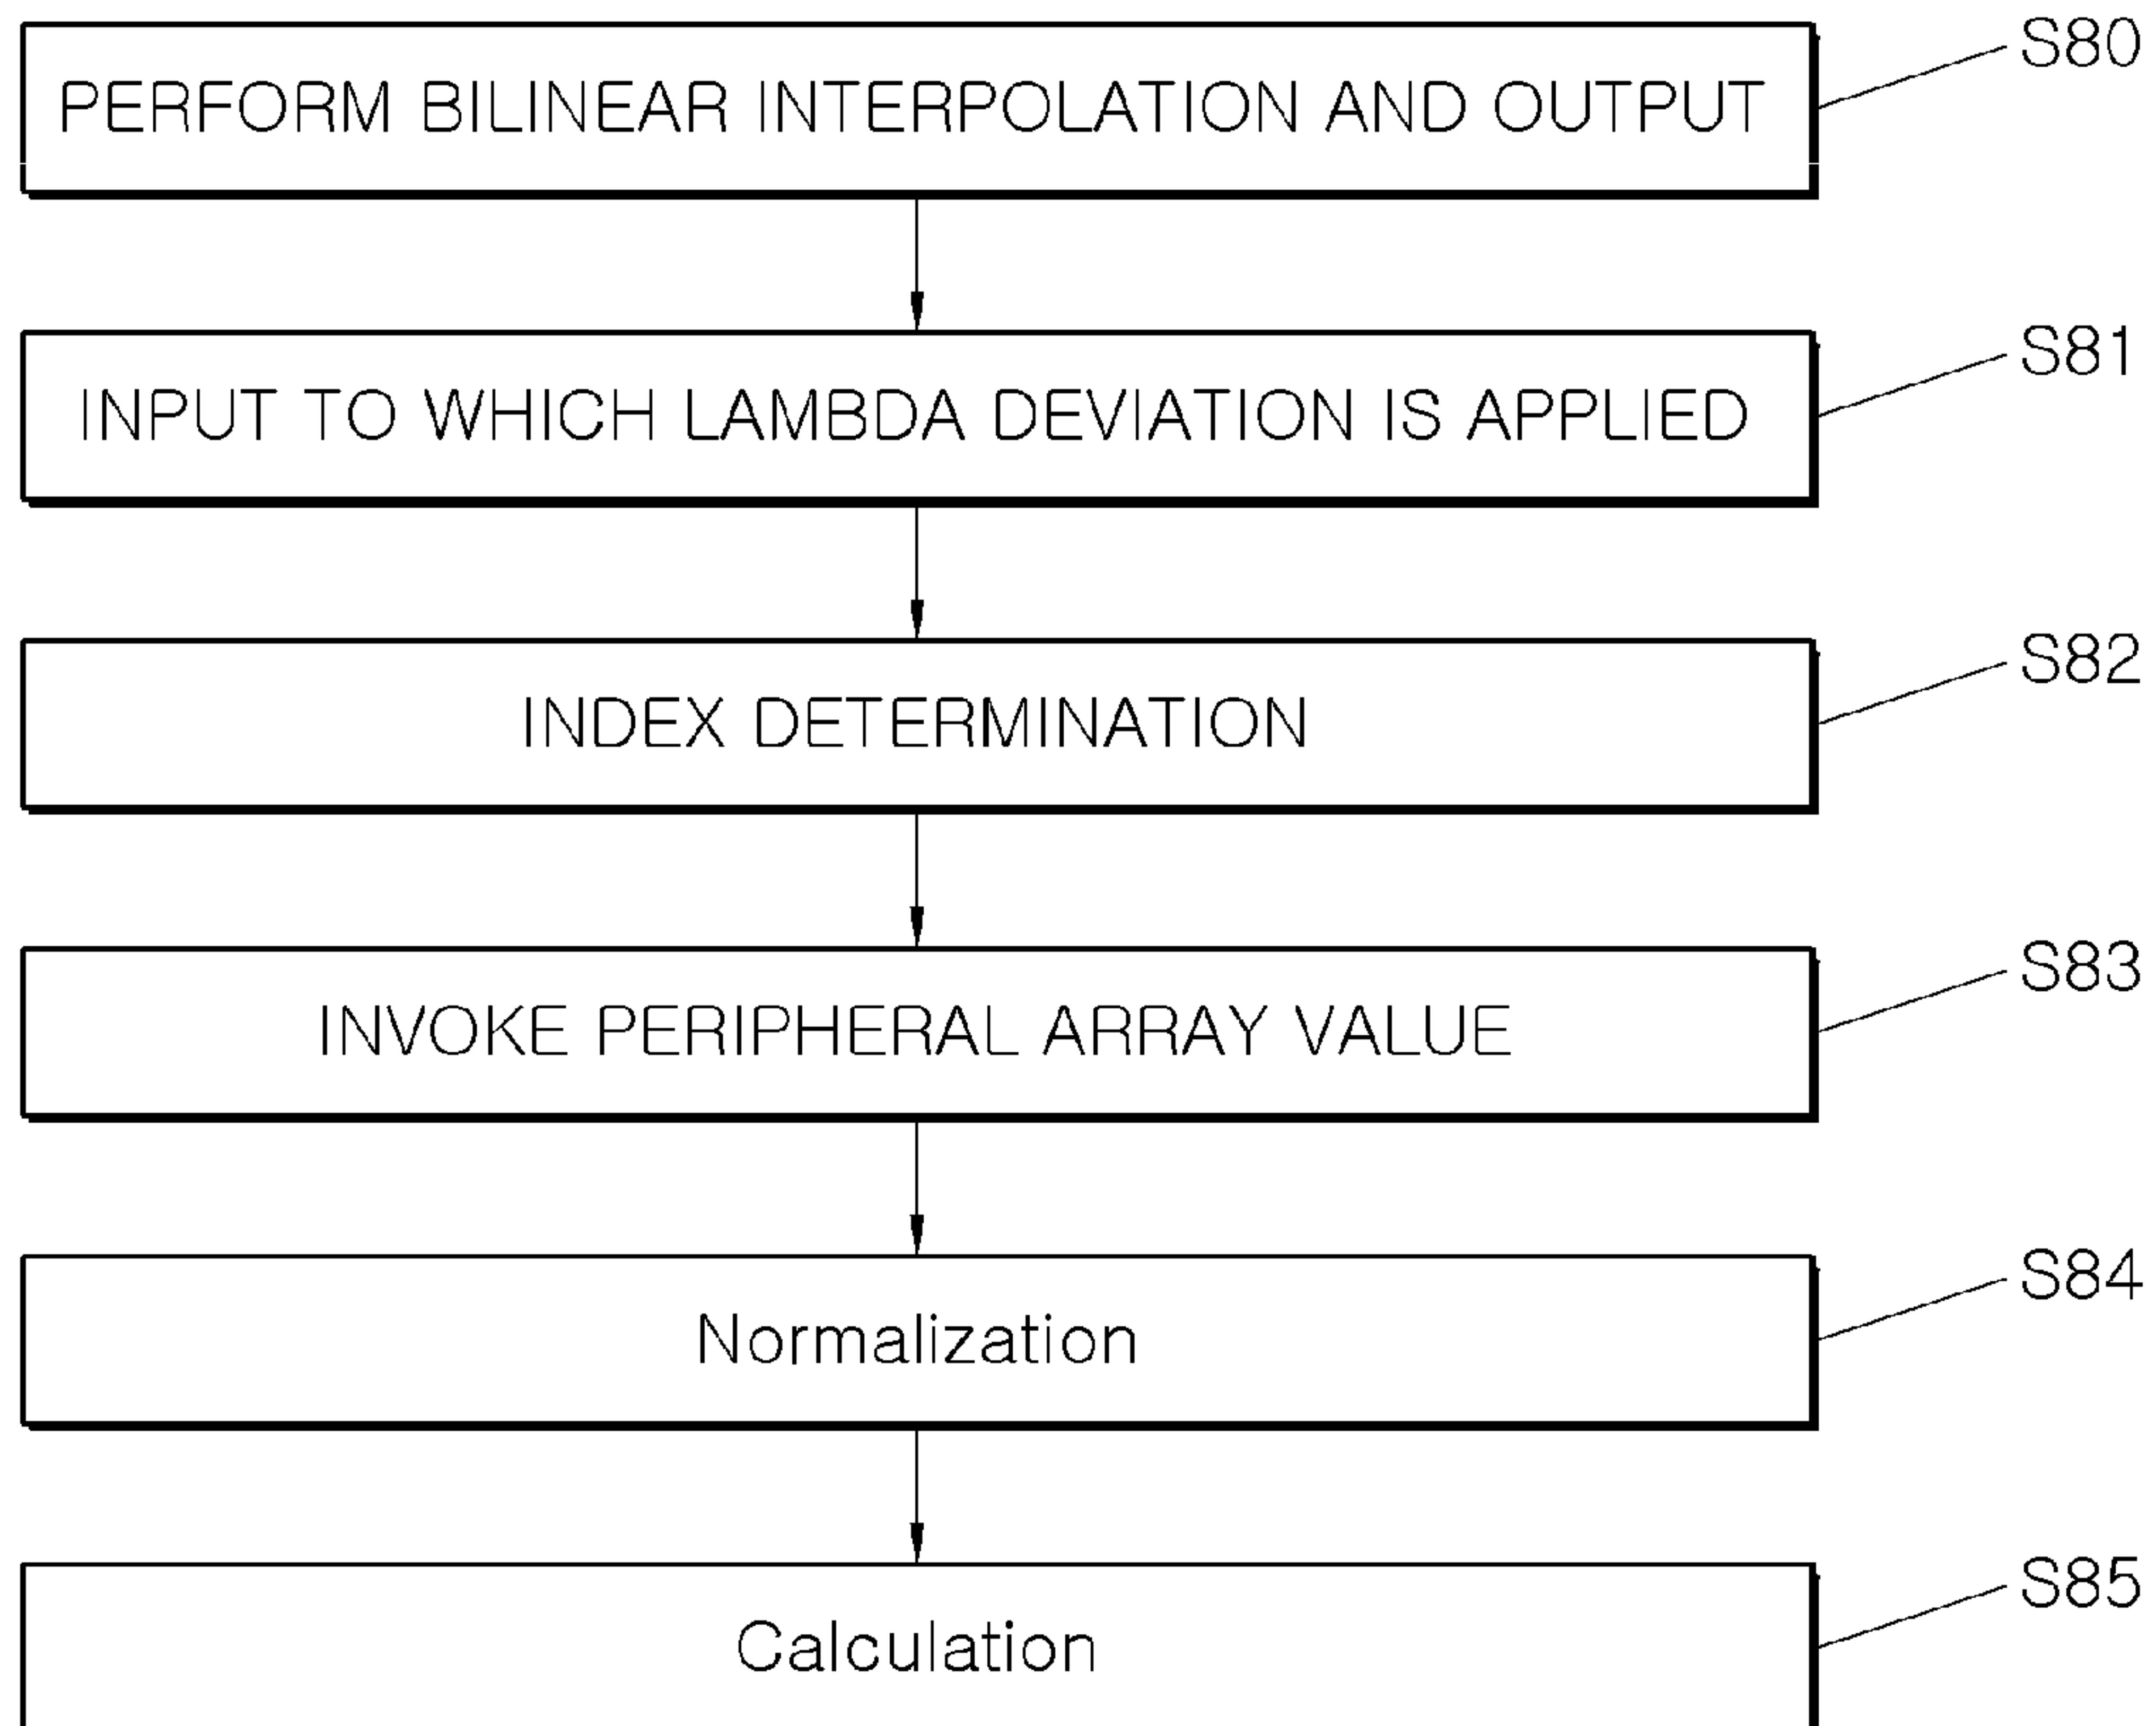 PERFORM BILINEAR INTERPOLATION AND OUTPUT
S80
INPUT TO WHICH LAMBDA DEVIATION IS APPLIED
S81
INDEX DETERMINATION
S82
INVOKE PERIPHERAL ARRAY VALUE
S83
Normalization
S84
Calculation
S85